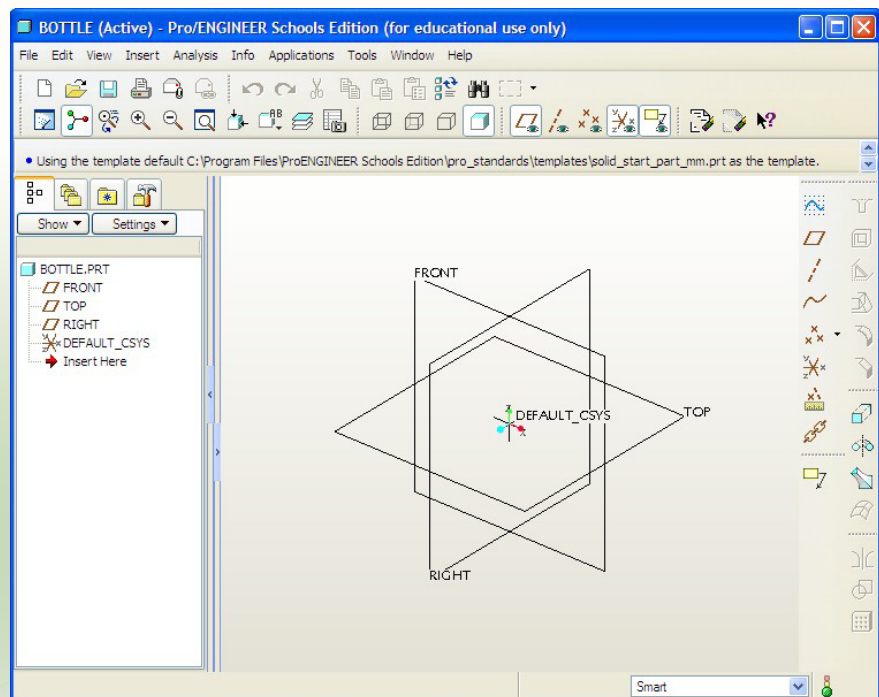 BOTTLE (Active) - Pro/ENGINEER Schools Edition (for educational use only)
File Edit View Insert Analysis Info Applications Tools Window Help
• Using the template default C:\Program Files\ProENGINEER Schools Edition\pro_standards\templates\solid_start_part_mm.prt as the template.
Show Settings
BOTTLE.PRT
FRONT
TOP
RIGHT
DEFAULT_CSYS
Insert Here
FRONT
DEFAULT_CSYS
TOP
RIGHT
Smart